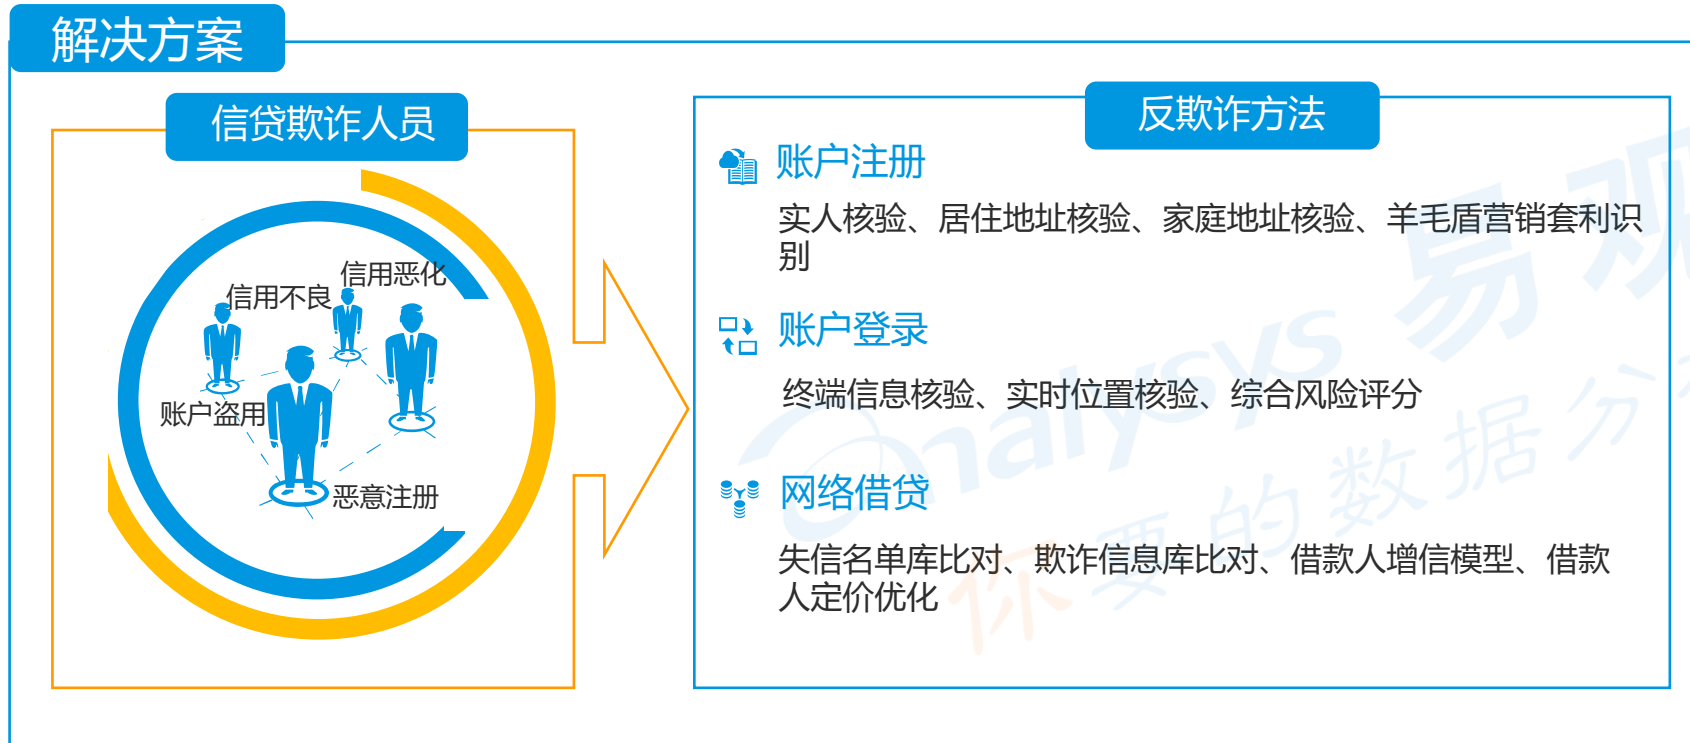 解决方案
信贷欺诈人员
信用恶化
信用不良
账户盗用
恶意注册
反欺诈方法
账户注册
实人核验、居住地址核验、家庭地址核验、羊毛盾营销套利识
别
账户登录
终端信息核验、实时位置核验、综合风险评分
网络借贷
失信名单库比对、欺诈信息库比对、借款人增信模型、借款
人定价优化
analysys 易观
你要的数据分析